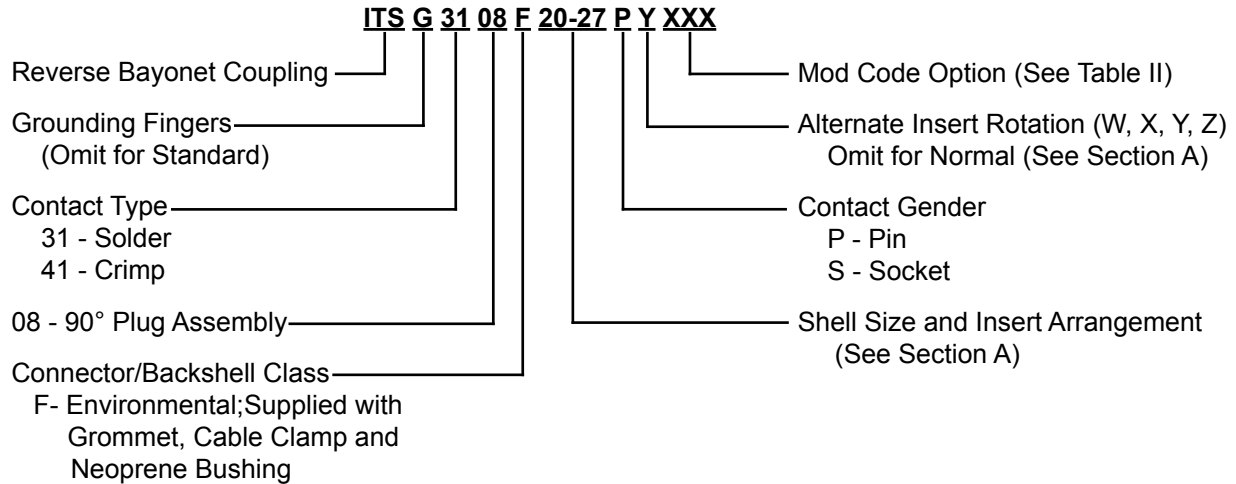 ITS G 31 08 F 20-27 P Y XXX
Reverse Bayonet Coupling
Grounding Fingers
(Omit for Standard)
Contact Type
31 - Solder
41 - Crimp
08 - 90° Plug Assembly
Connector/Backshell Class
F- Environmental;Supplied with
Grommet, Cable Clamp and
Neoprene Bushing
Mod Code Option (See Table II)
Alternate Insert Rotation (W, X, Y, Z)
Omit for Normal (See Section A)
Contact Gender
P - Pin
S - Socket
Shell Size and Insert Arrangement
(See Section A)